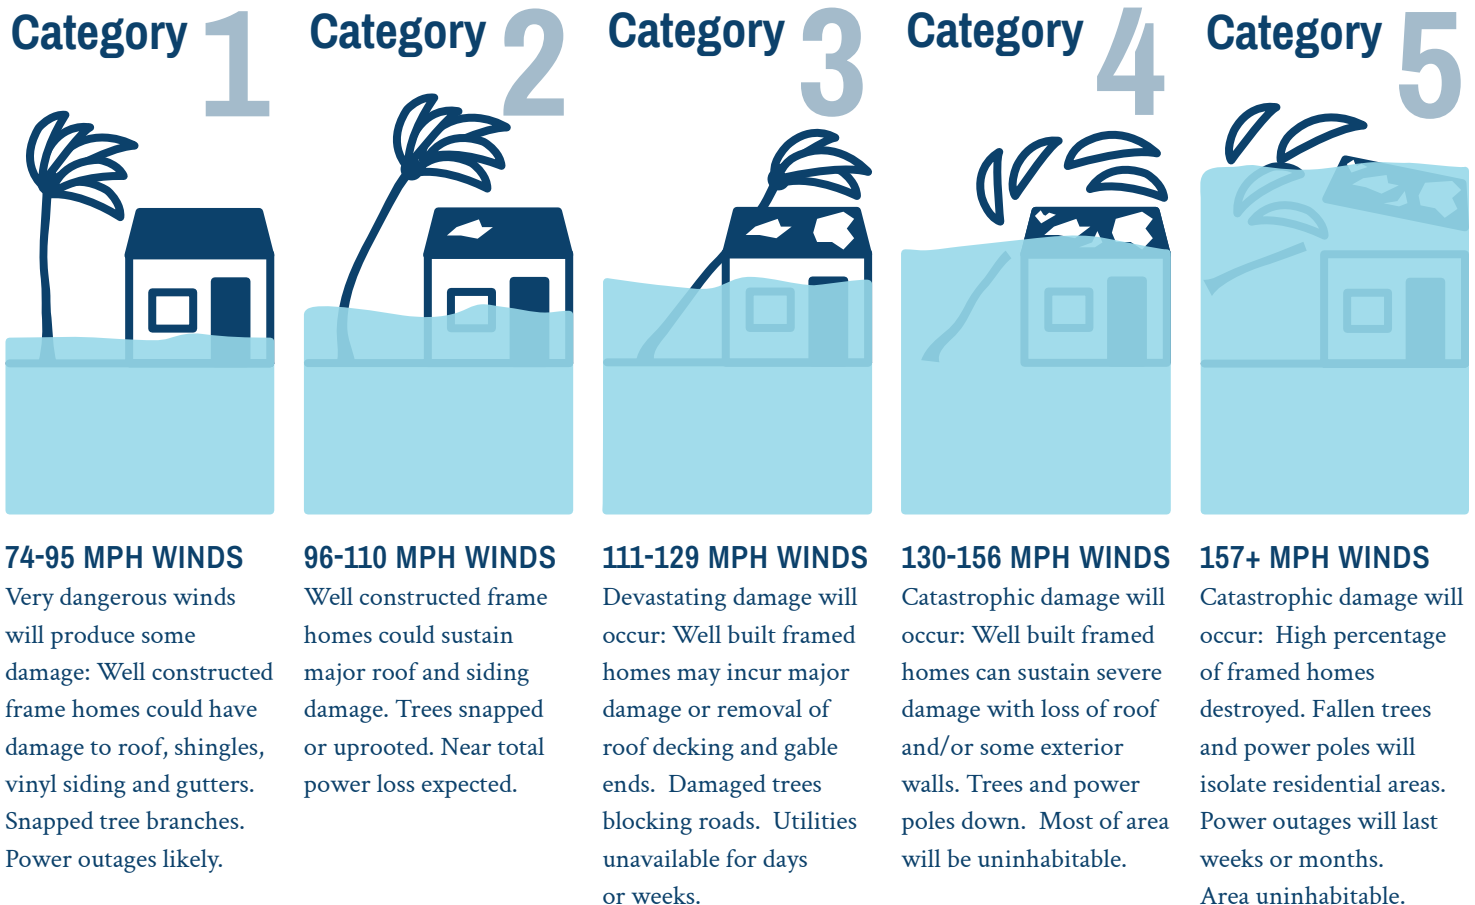 Category 1
74-95 MPH WINDS
Very dangerous winds
will produce some
damage: Well constructed
frame homes could have
damage to roof, shingles,
vinyl siding and gutters.
Snapped tree branches.
Power outages likely.
Category 2
96-110 MPH WINDS
Well constructed frame
homes could sustain
major roof and siding
damage. Trees snapped
or uprooted. Near total
power loss expected.
Category 3
111-129 MPH WINDS
Devastating damage will
occur: Well built framed
homes may incur major
damage or removal of
roof decking and gable
ends.  Damaged trees
blocking roads.  Utilities
unavailable for days
or weeks.
Category 4
130-156 MPH WINDS
Catastrophic damage will
occur: Well built framed
homes can sustain severe
damage with loss of roof
and/or some exterior
walls. Trees and power
poles down.  Most of area
will be uninhabitable.
Category 5
157+ MPH WINDS
Catastrophic damage will
occur:  High percentage
of framed homes
destroyed. Fallen trees
and power poles will
isolate residential areas.
Power outages will last
weeks or months.
Area uninhabitable.